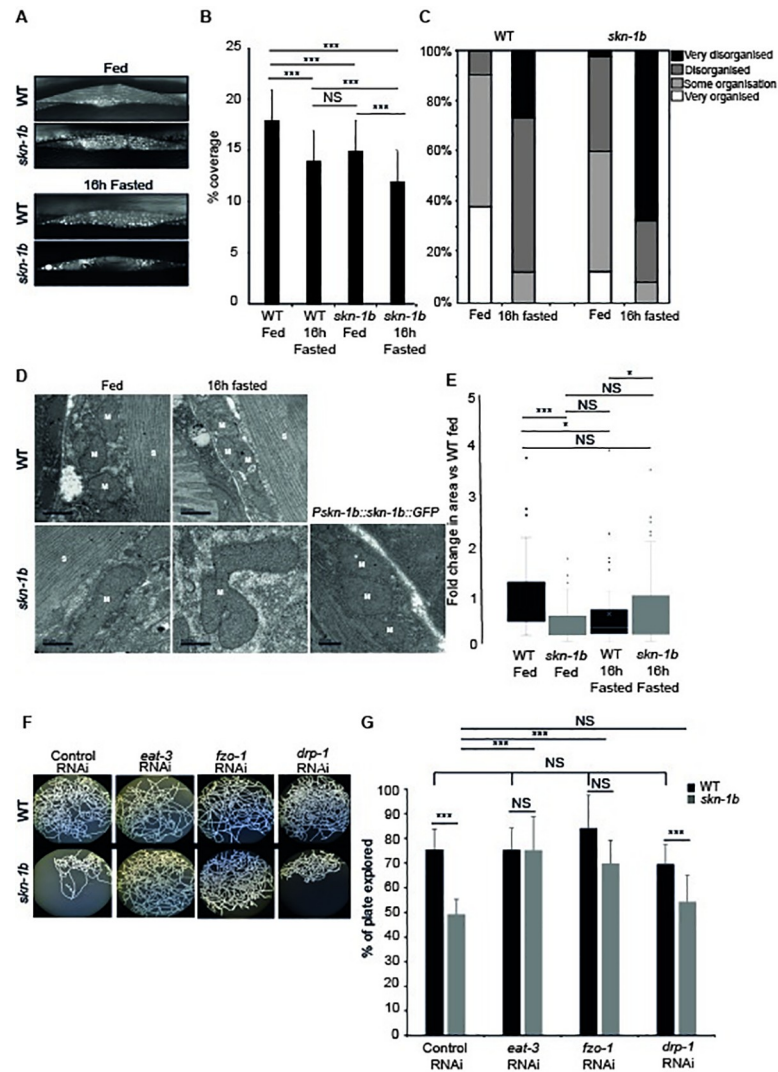 A
Fed
WT
skn-1b
16h Fasted
WT
skn-1b
B
25
20
15
10
5
0
% coverage
***
***
***
***
NS
***
WT Fed
WT 16h Fasted
skn-1b Fed
skn-1b 16h Fasted
C
WT
skn-1b
100%
80%
60%
40%
20%
0%
Very disorganised
Disorganised
Some organisation
Very organised
Fed
16h fasted
Fed
16h fasted
D
Fed
16h fasted
WT
skn-1b
Pskn-1b::skn-1b::GFP
M
M
M
S
M
M
M
S
S
M
M
M
M
M
E
Fold change in area vs WT fed
5
4
3
2
1
0
*
NS
***
NS
*
NS
WT Fed
skn-1b Fed
WT 16h Fasted
skn-1b 16h Fasted
F
Control RNAi
eat-3 RNAi
fzo-1 RNAi
drp-1 RNAi
WT
skn-1b
G
NS
***
***
NS
WT
skn-1b
% of plate explored
100
90
80
70
60
50
40
30
20
10
0
***
NS
NS
***
Control RNAi
eat-3 RNAi
fzo-1 RNAi
drp-1 RNAi